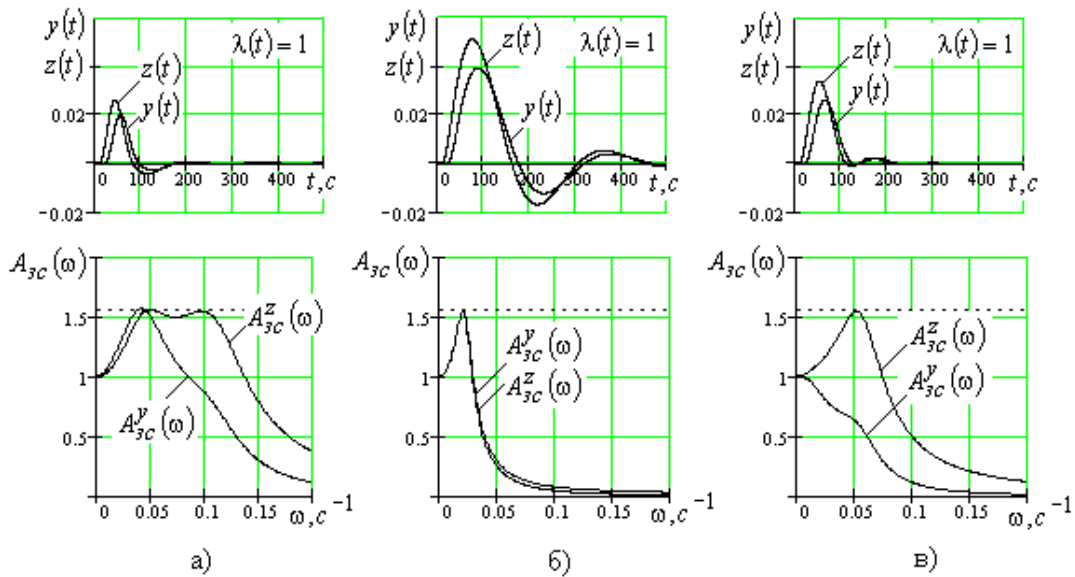 y(t) z(t) 0.02 0 −0.02 z(t) y(t) λ(t) = 1 100 200 300 400 t,c
y(t) z(t) 0.02 0 −0.02 z(t) y(t) λ(t) = 1 100 200 300 400 t,c
y(t) z(t) 0.02 0 −0.02 z(t) y(t) λ(t) = 1 100 200 300 400 t,c
A_зс(ω) 1.5 1 0.5 A^z_зс(ω) A^y_зс(ω) 0 0.05 0.1 0.15 ω,c −1
A_зс(ω) 1.5 1 0.5 A^y_зс(ω) A^z_зс(ω) 0 0.05 0.1 0.15 ω,c −1
A_зс(ω) 1.5 1 0.5 A^z_зс(ω) A^y_зс(ω) 0 0.05 0.1 0.15 ω,c −1
а) б) в)